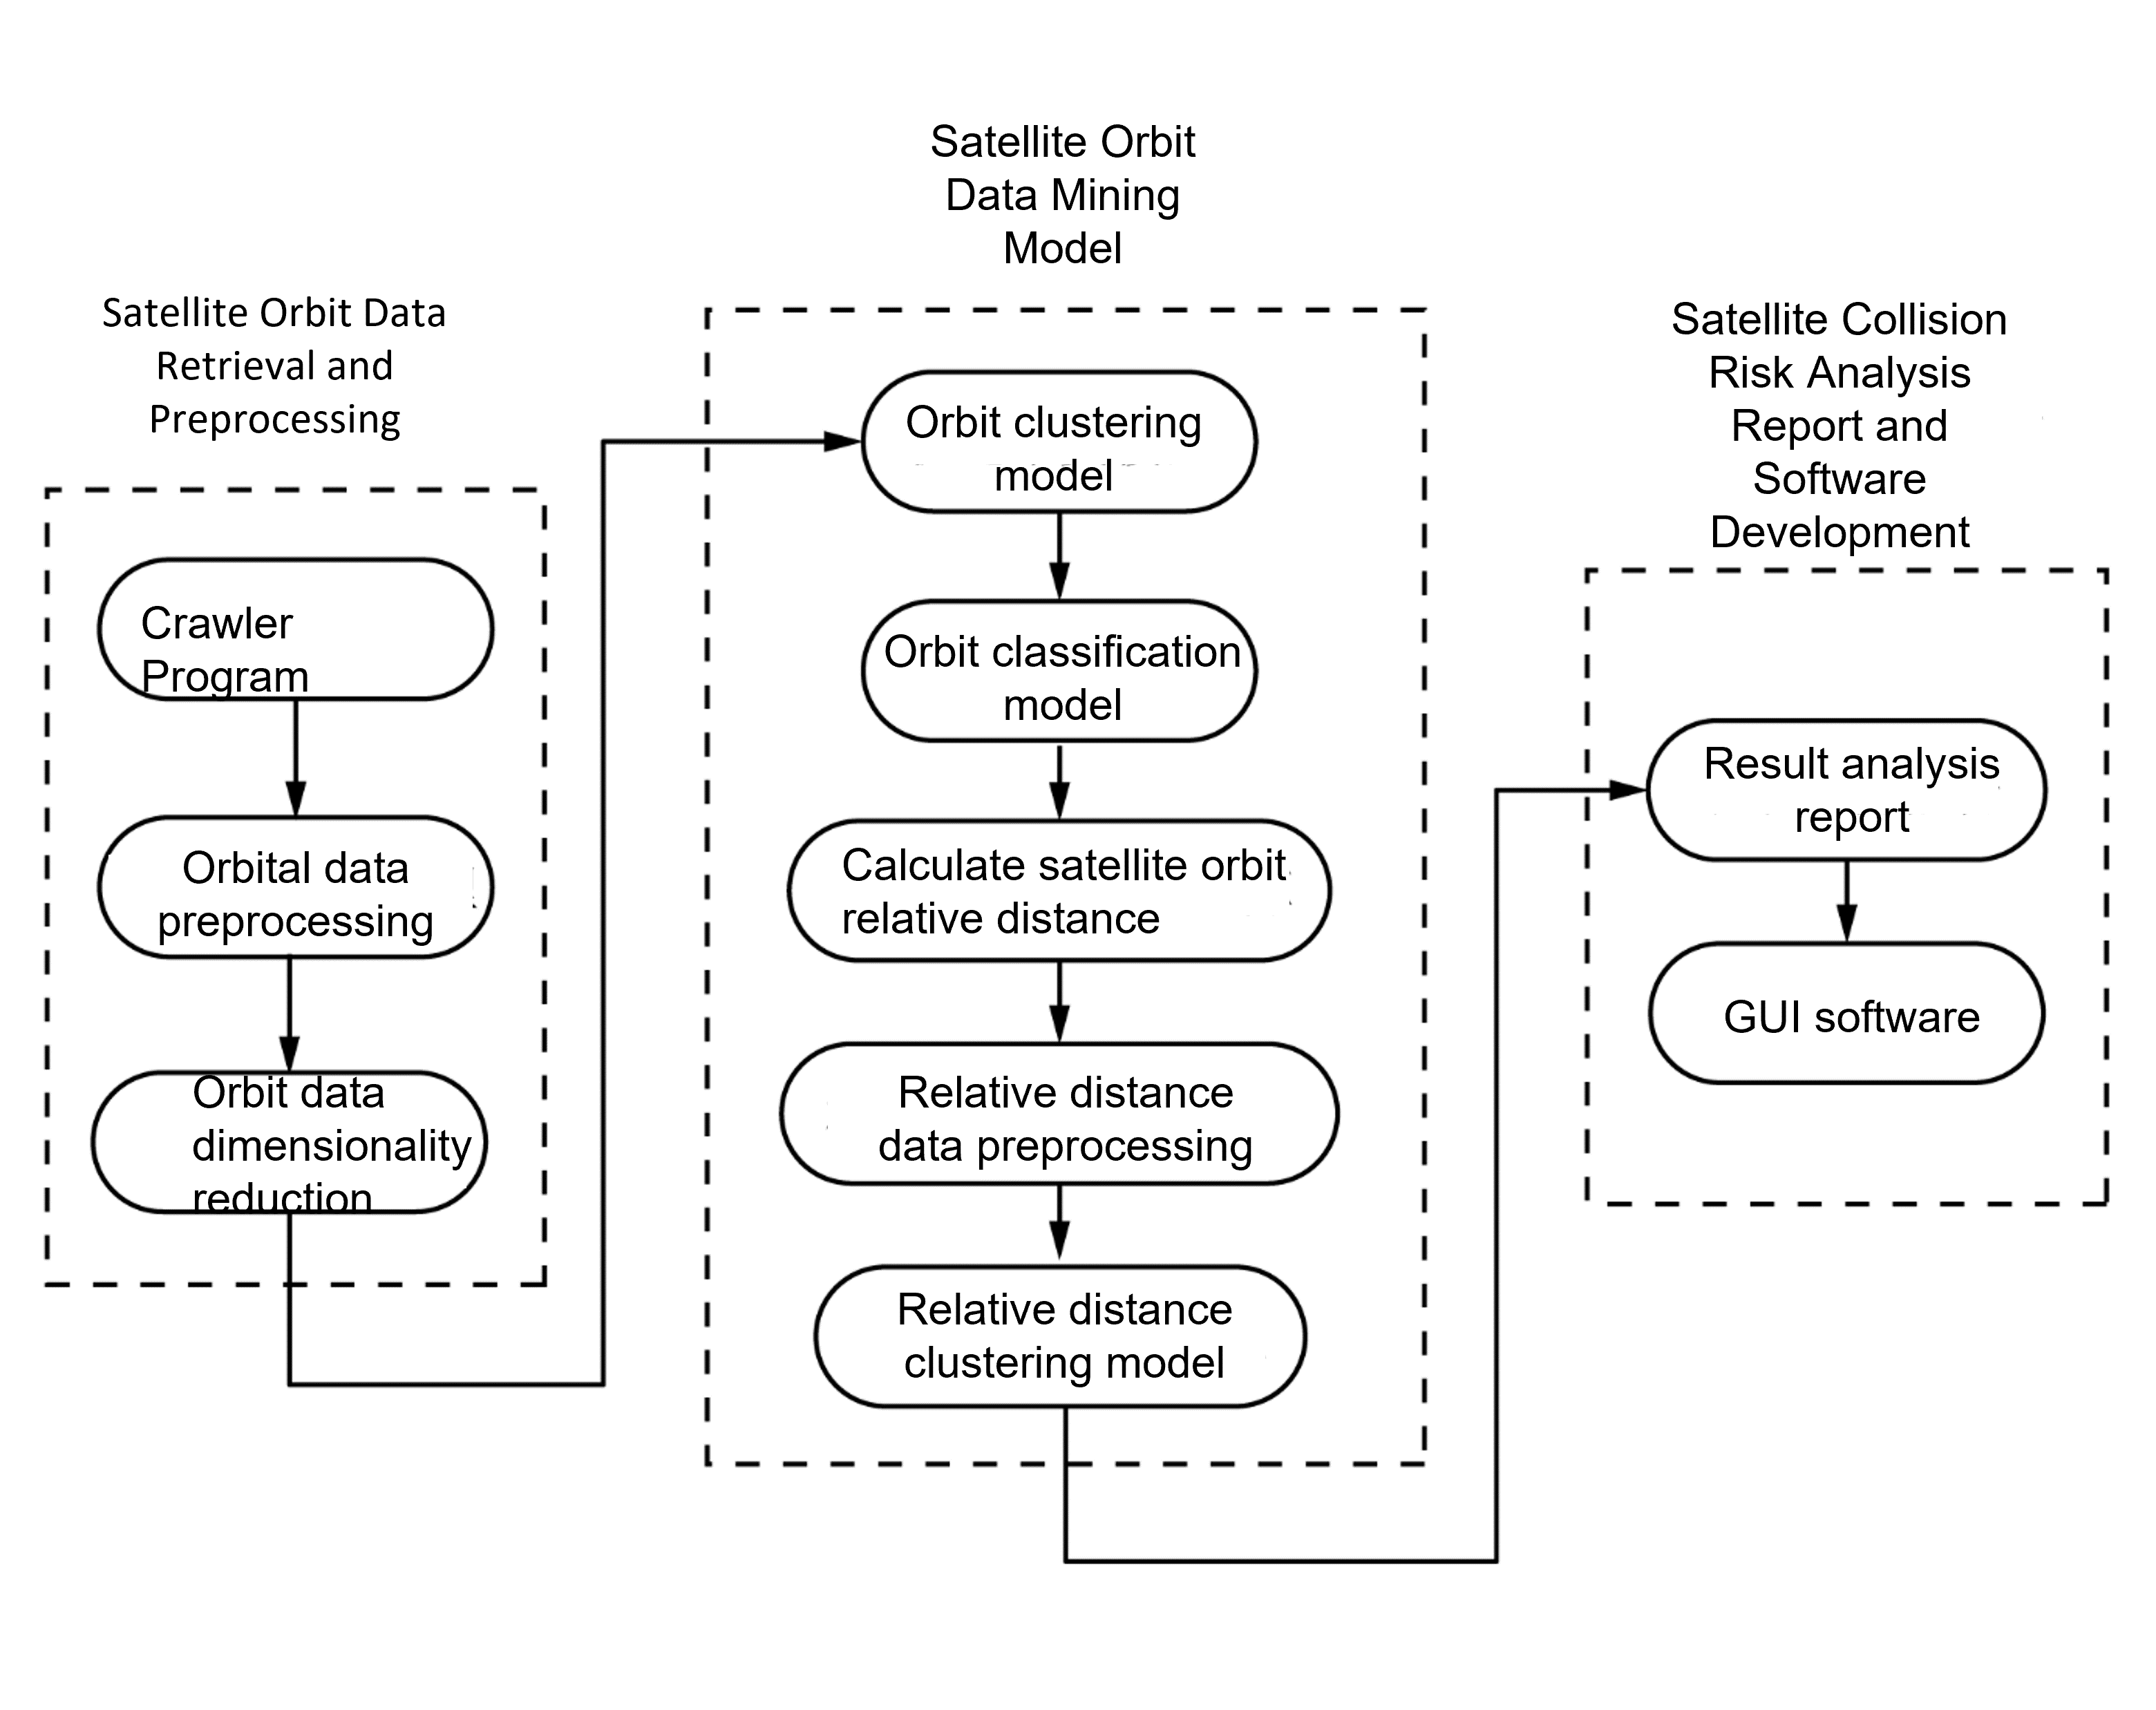 Satellite Orbit Data
Retrieval and
Preprocessing
Crawler
Program
Orbital data
preprocessing
Orbit data
dimensionality
reduction
Satellite Orbit
Data Mining
Model
Orbit clustering
model
Orbit classification
model
Calculate satellite orbit
relative distance
Relative distance
data preprocessing
Relative distance
clustering model
Satellite Collision
Risk Analysis
Report and
Software
Development
Result analysis
report
GUI software